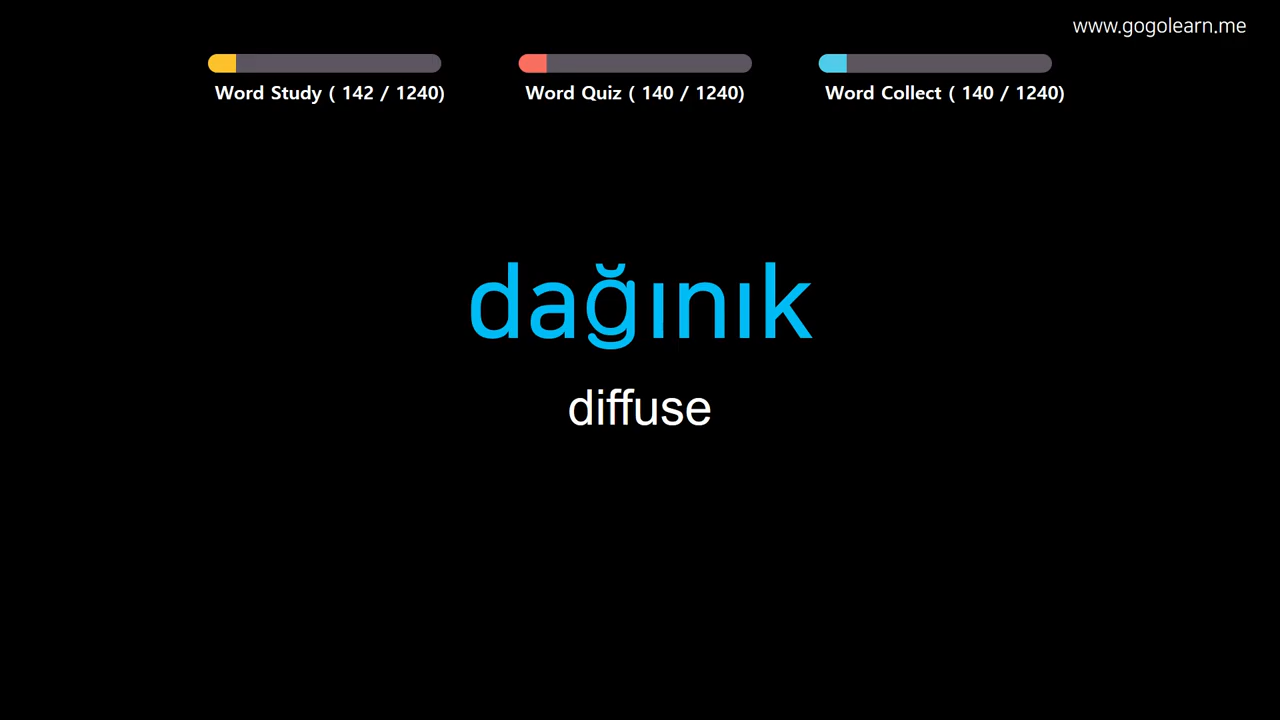 www.gogolearn.me
Word Study ( 142 / 1240)
Word Quiz ( 140 / 1240)
Word Collect ( 140 / 1240)
dağınık
diffuse